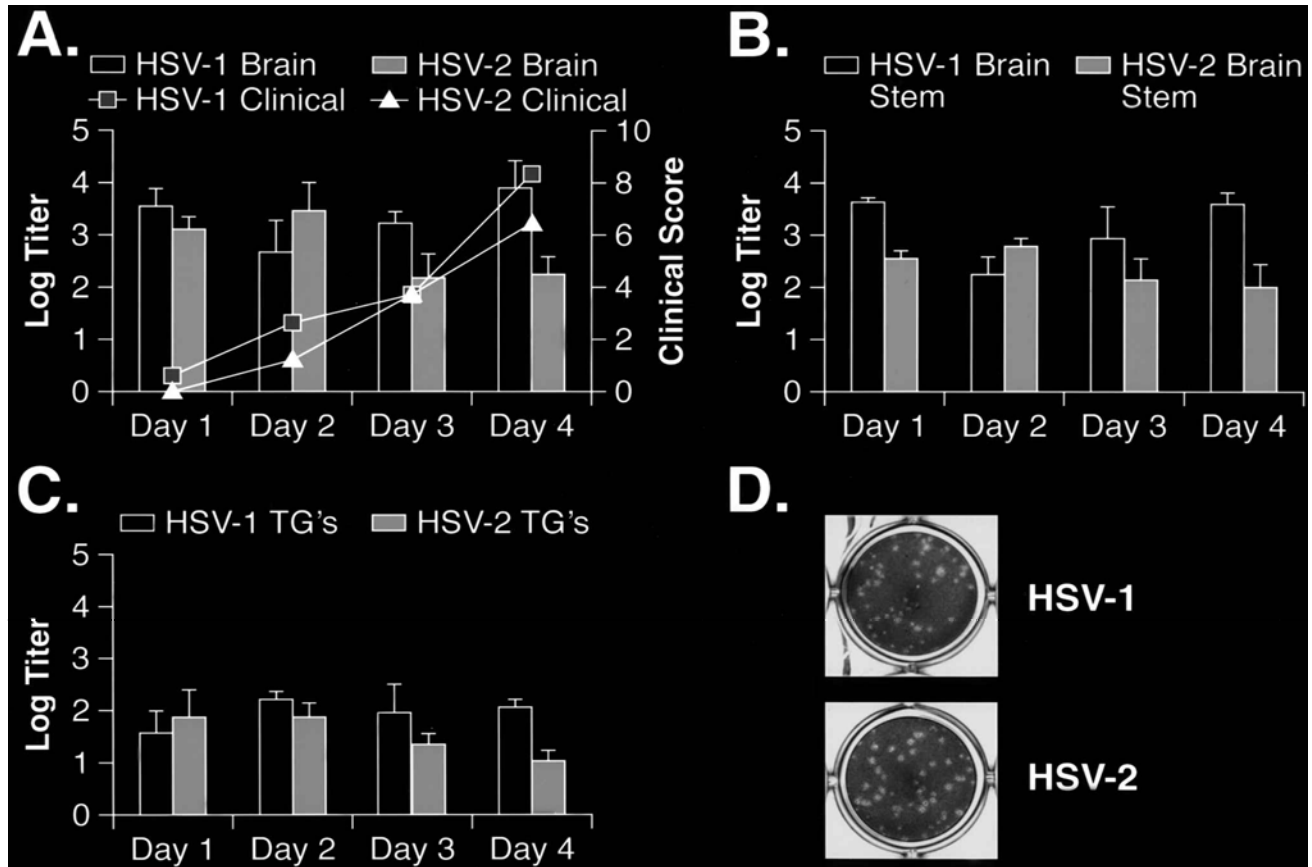 A.
HSV-1 Brain HSV-2 Brain
HSV-1 Clinical HSV-2 Clinical
5 10
4 8
3 6
2 4
1 2
0 0
Log Titer
Clinical Score
Day 1 Day 2 Day 3 Day 4
B.
HSV-1 Brain Stem HSV-2 Brain Stem
5
4
3
2
1
0
Log Titer
Day 1 Day 2 Day 3 Day 4
C.
HSV-1 TG's HSV-2 TG's
5
4
3
2
1
0
Log Titer
Day 1 Day 2 Day 3 Day 4
D.
HSV-1
HSV-2